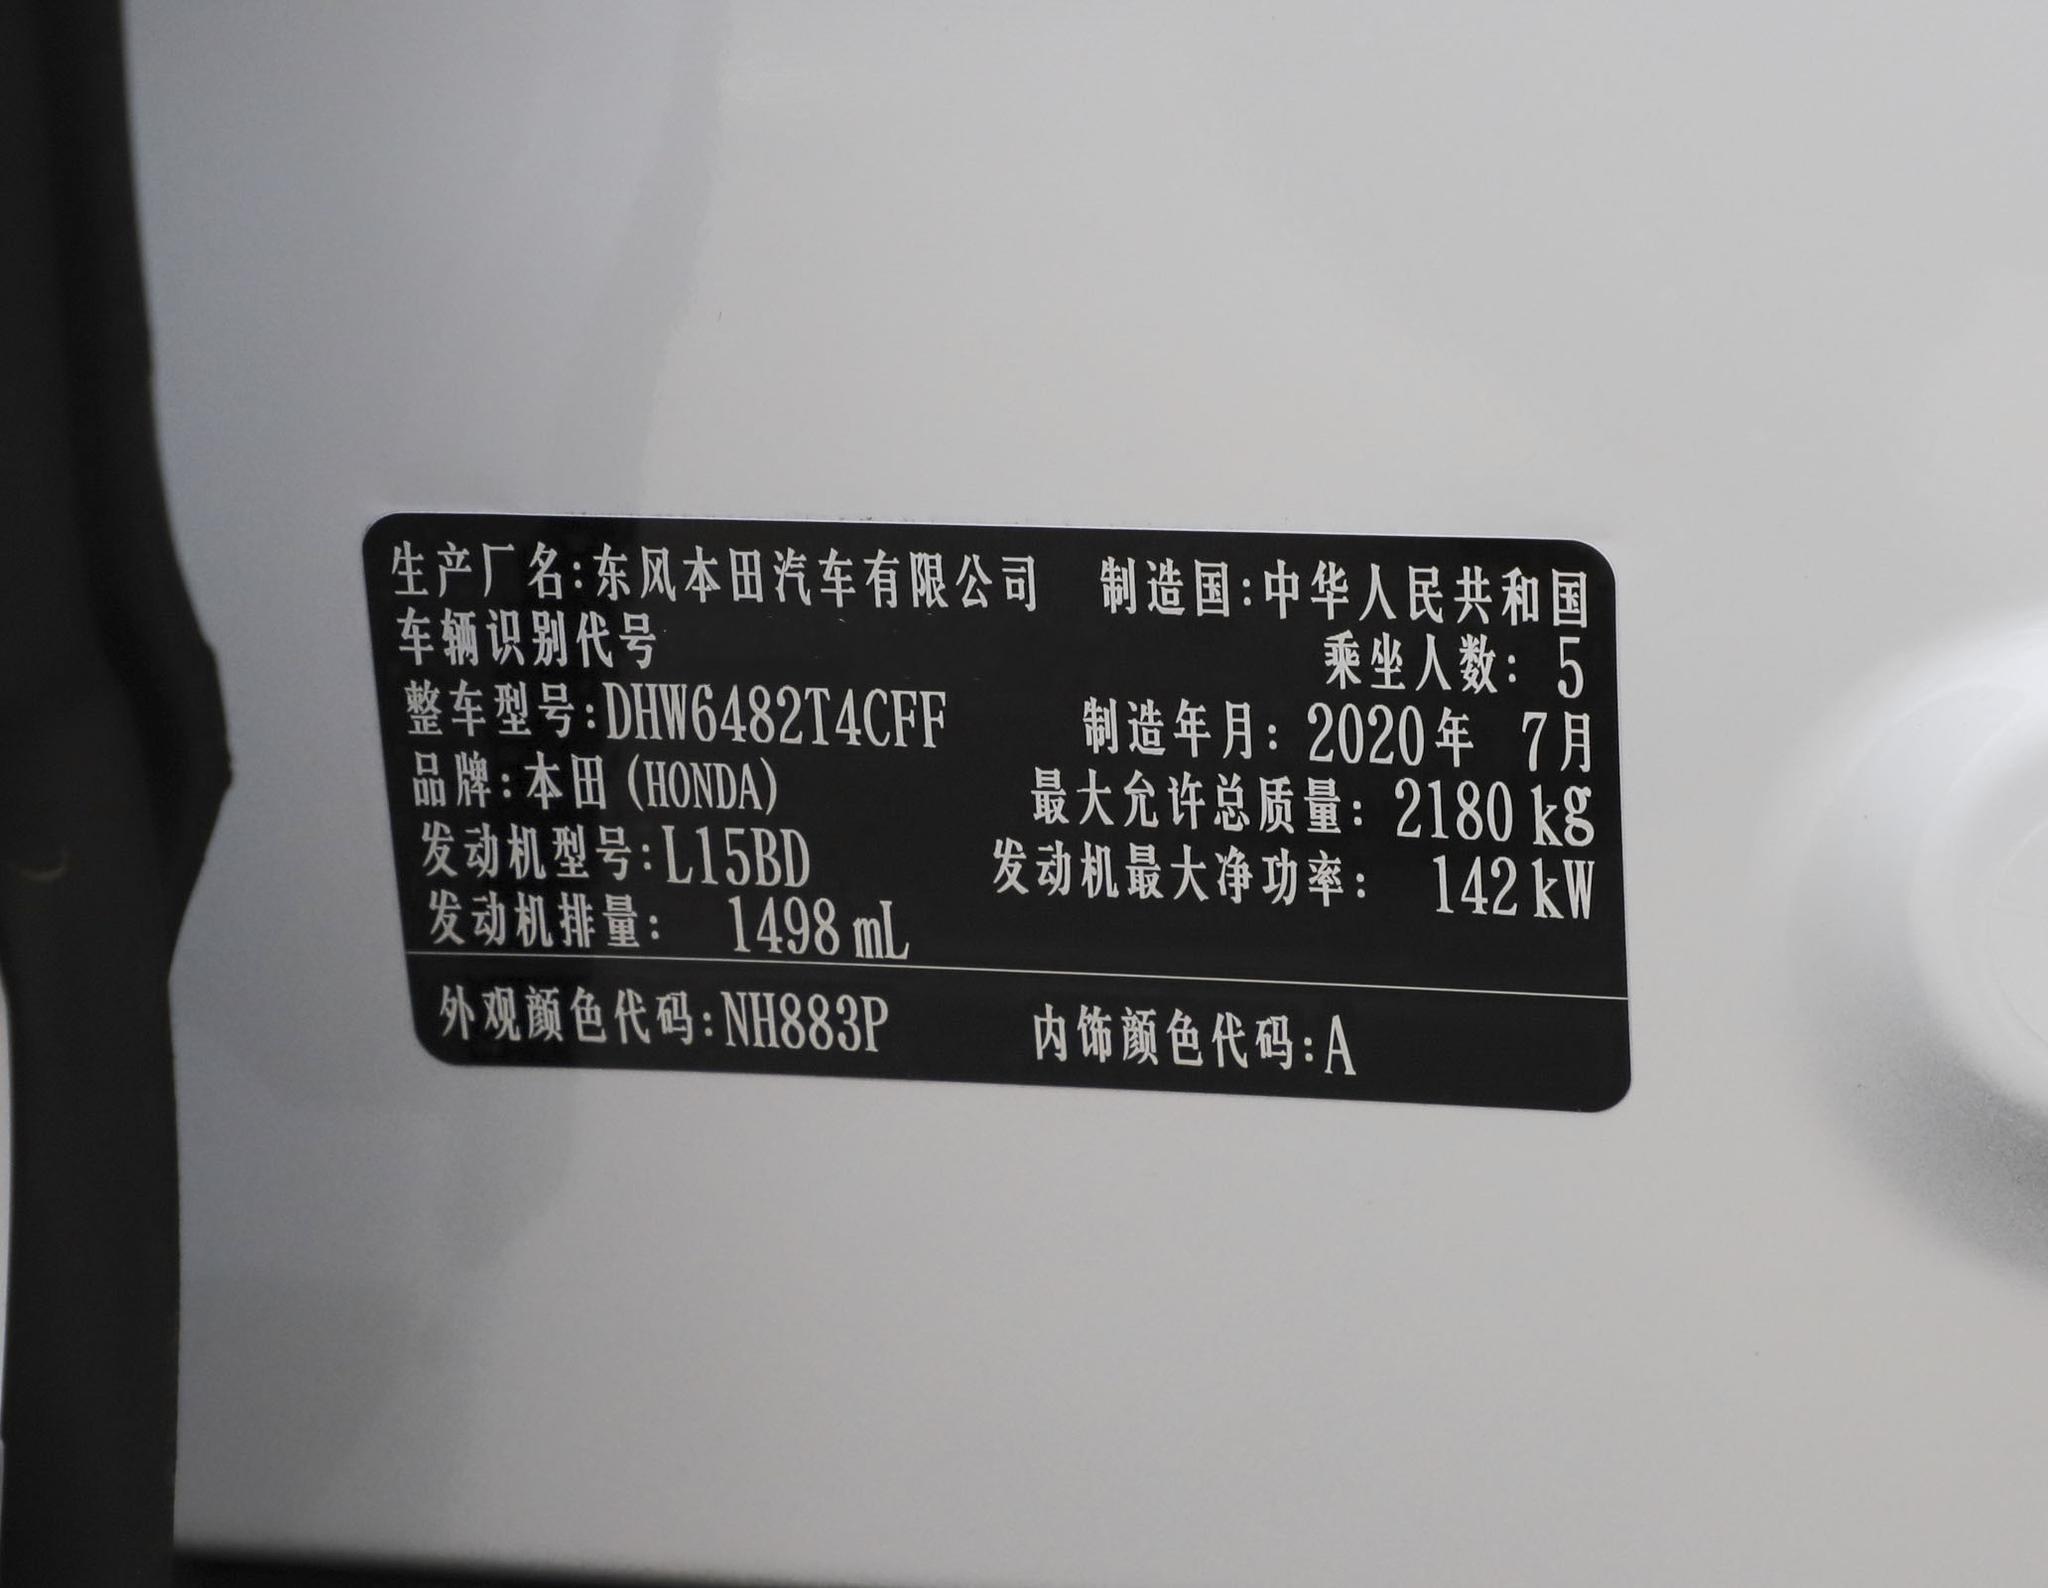 生产厂名:东风本田汽车有限公司 制造国:中华人民共和国
车辆识别代号
乘坐人数: 5
整车型号:DHW6482T4CFF 制造年月: 2020年 7月
品牌:本田 (HONDA) 最大允许总质量: 2180 kg
发动机型号:L15BD 发动机最大净功率: 142 kW
发动机排量: 1498 mL
外观颜色代码:NH883P 内饰颜色代码:A